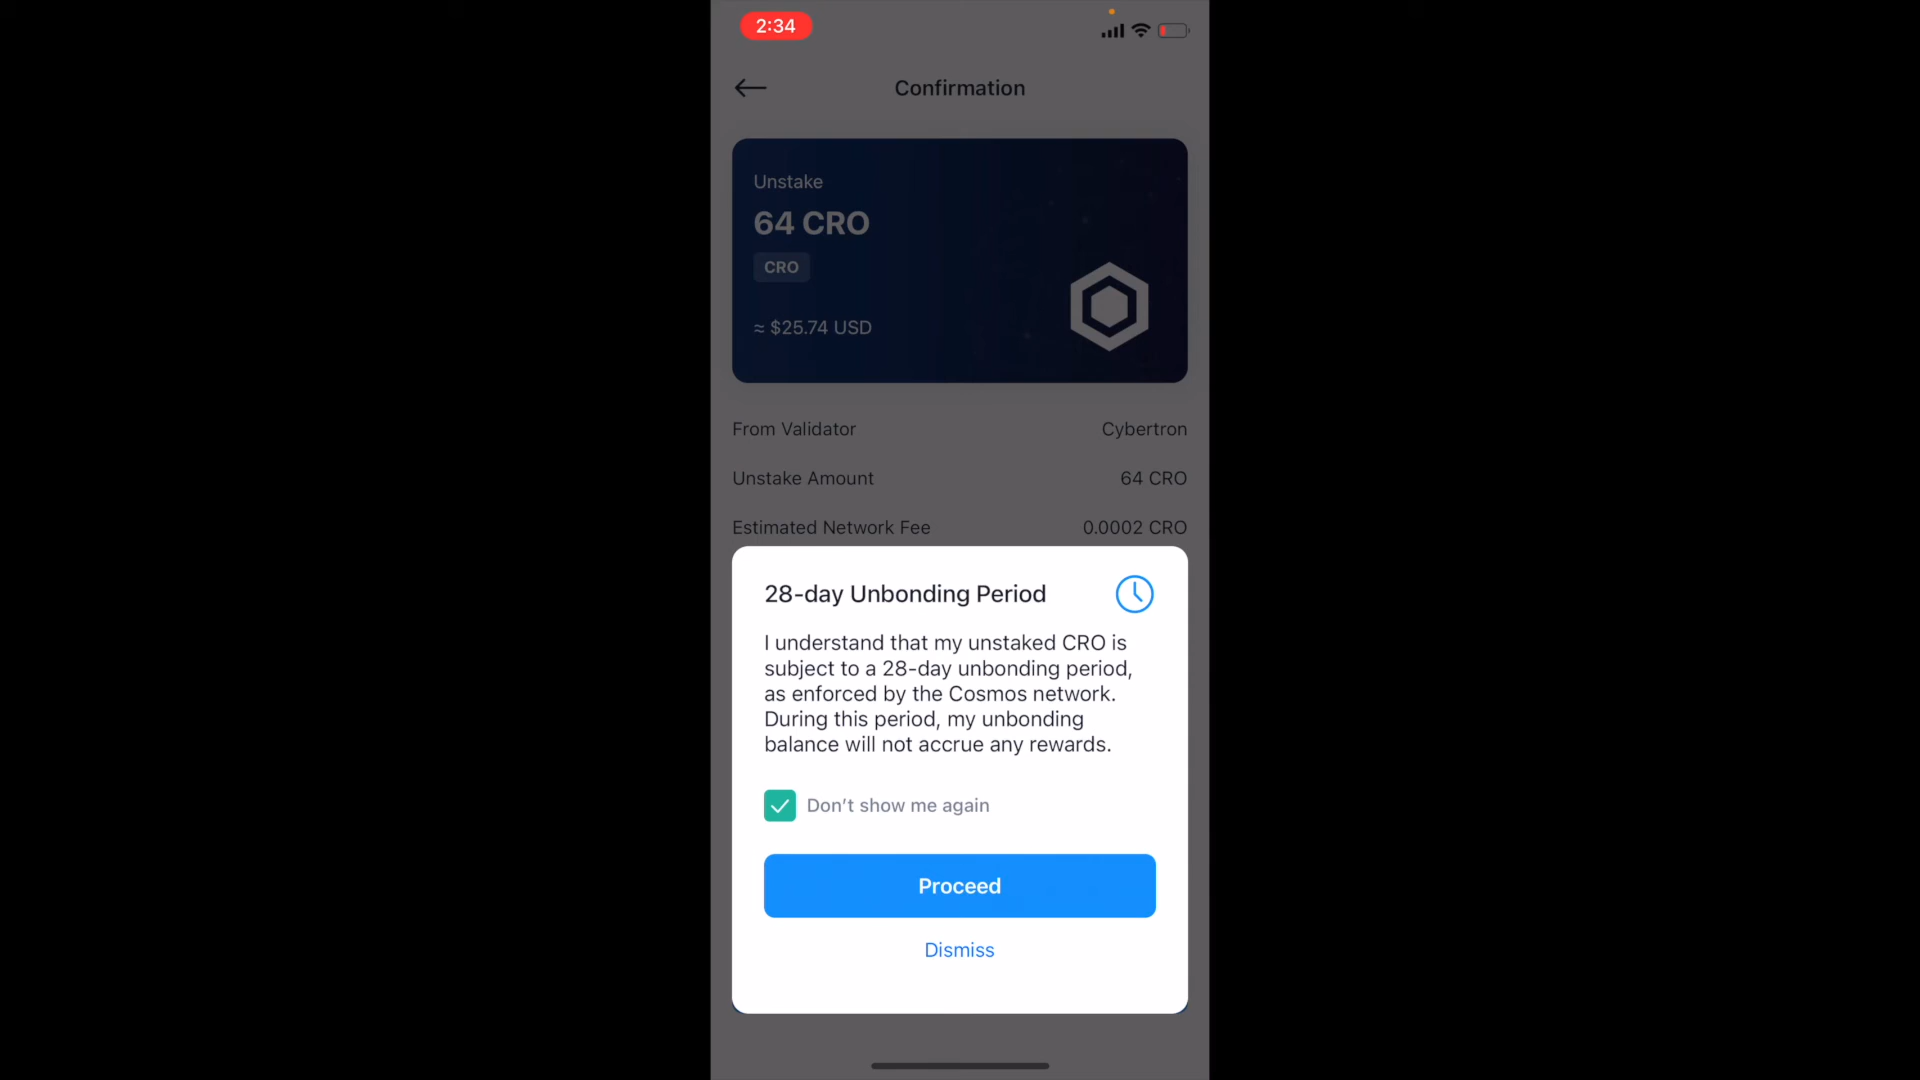 2:34
Confirmation
Unstake
64 CRO
CRO
≈ $25.74 USD
From Validator Cybertron
Unstake Amount 64 CRO
Estimated Network Fee 0.0002 CRO
28-day Unbonding Period
I understand that my unstaked CRO is
subject to a 28-day unbonding period,
as enforced by the Cosmos network.
During this period, my unbonding
balance will not accrue any rewards.
Don't show me again
Proceed
Dismiss